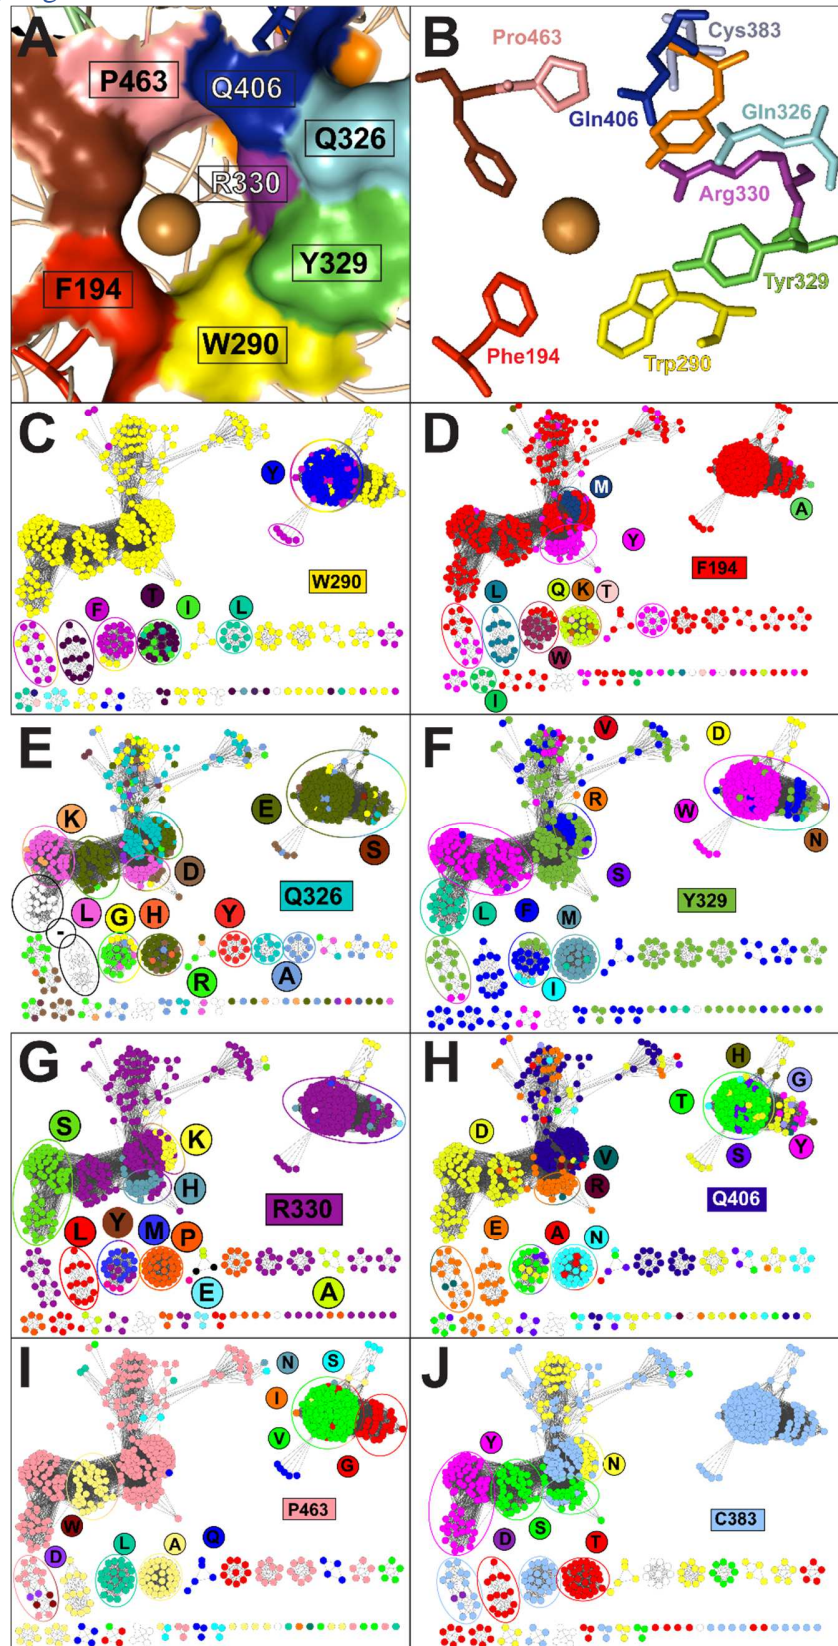 A
P463
Q406
Q326
R330
Y329
F194
W290
B
Pro463
Cys383
Gln406
Gln326
Arg330
Tyr329
Phe194
Trp290
C
Y
W290
F
T
I
L
D
M
A
Y
F194
L
Q K T
W
I
E
K
E
D
S
Q326
L G H Y
-
R A
F
V
D
R
W
N
S
Y329
L F M
I
G
S
K
H
R330
L Y M P
E A
H
H
G
D
T
V
S Y
R
Q406
E A N
I
N S
I
V
G
P463
W
D L A Q
J
Y
N
S
D
C383
T